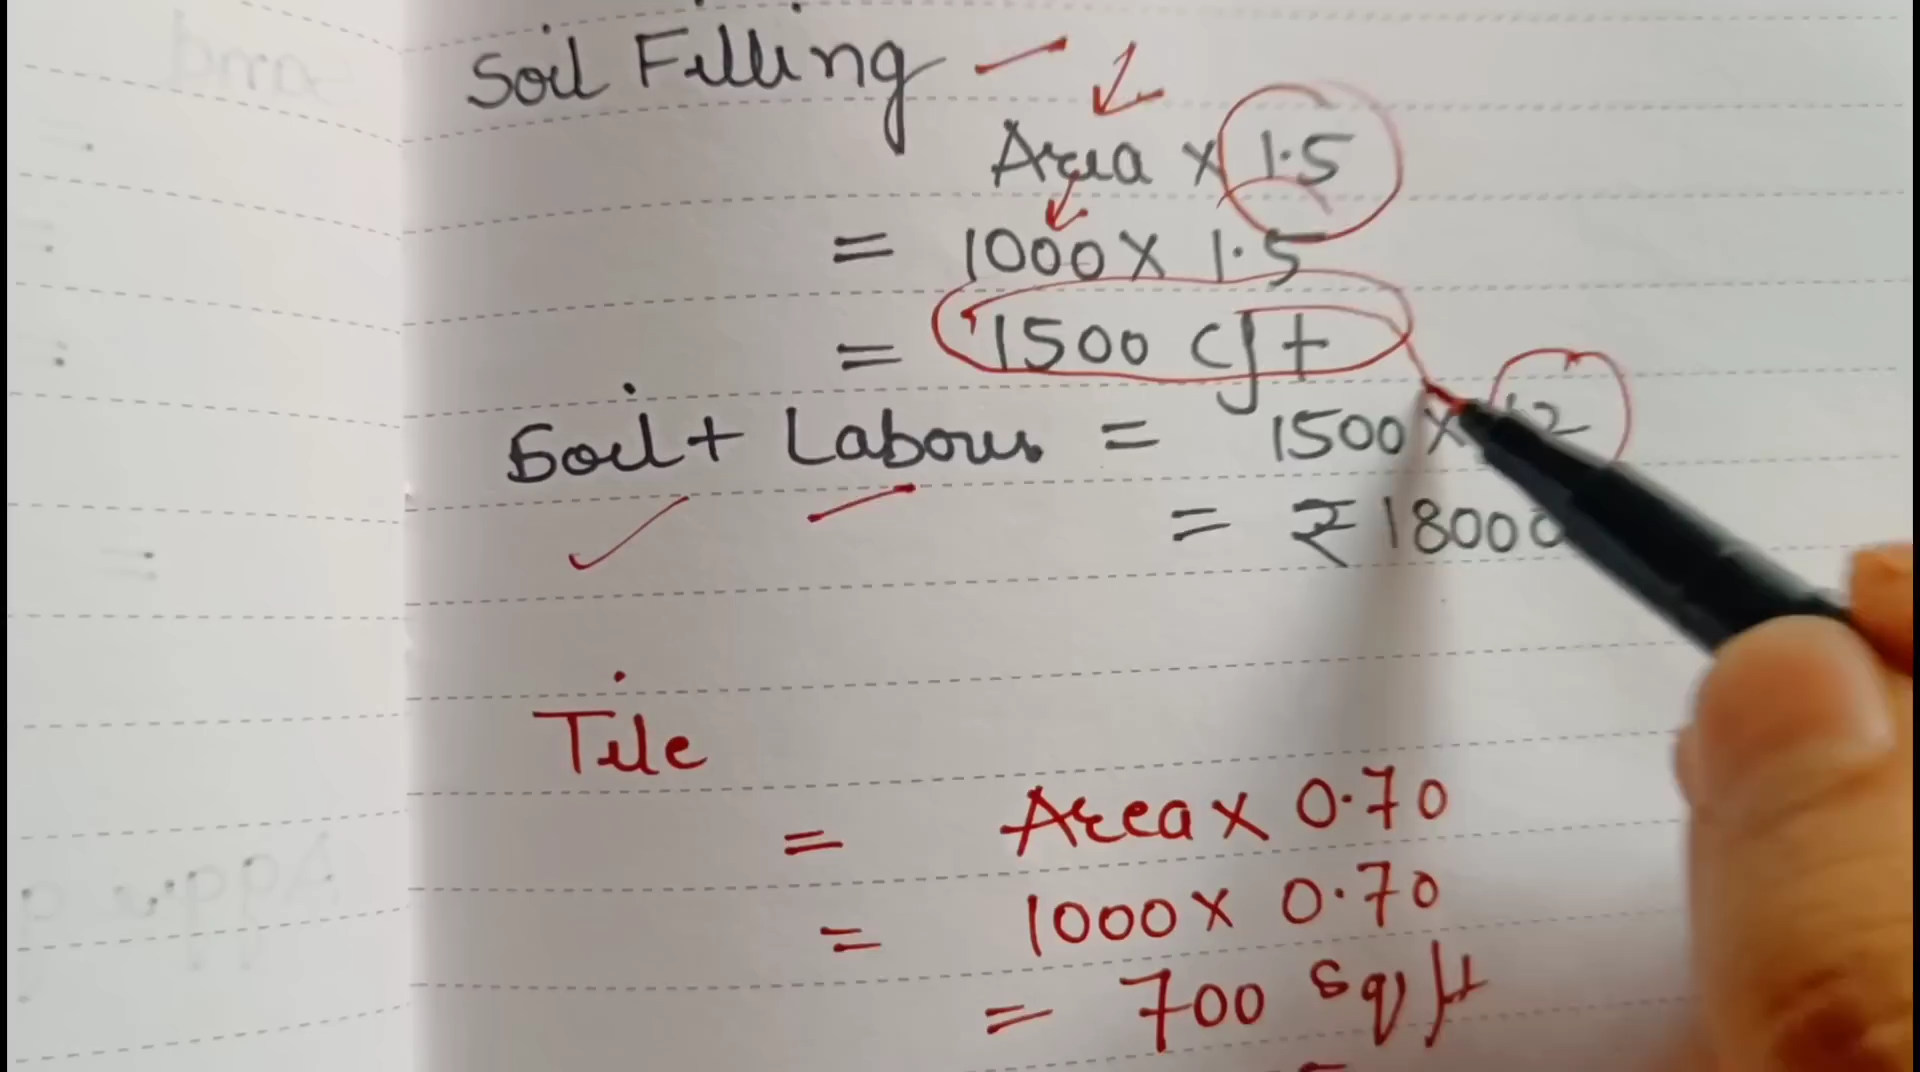 Soil Filling —
Area × 1.5
= 1000 × 1.5
= 1500 cft
Soil + Labour = 1500 × 12
= ₹ 18000
Tile
= Area × 0.70
= 1000 × 0.70
= 700 sqft